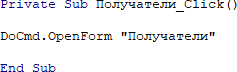 Private Sub Получатели_Click()
DoCmd.OpenForm "Получатели"
End Sub